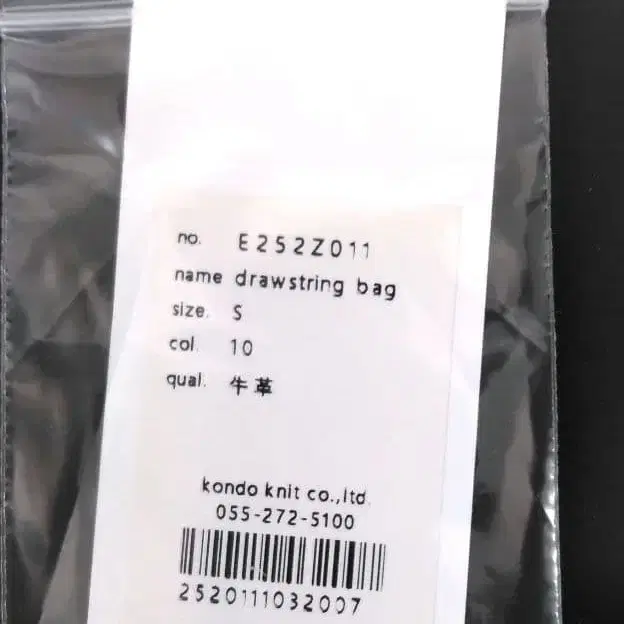 no. E252Z011
name drawstring bag
size. S
col. 10
qual. 牛革
kondo knit co.,ltd.
055-272-5100
2520111032007